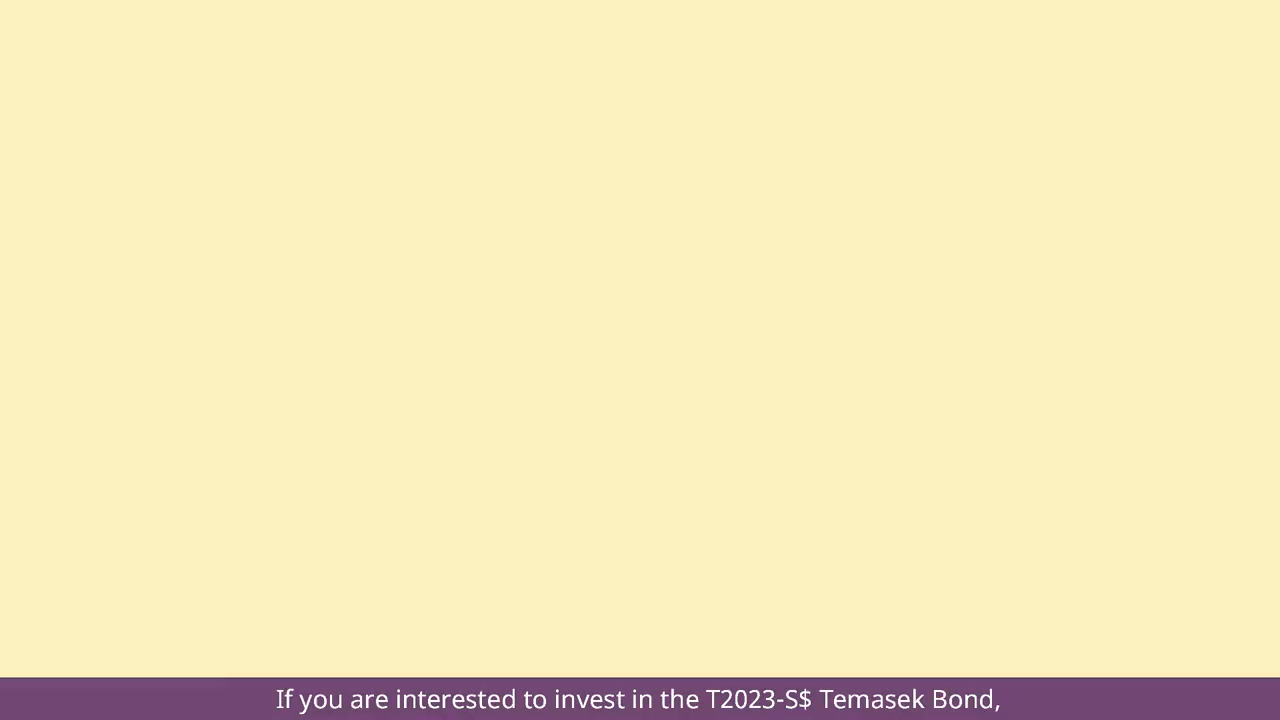 If you are interested to invest in the T2023-S$ Temasek Bond,